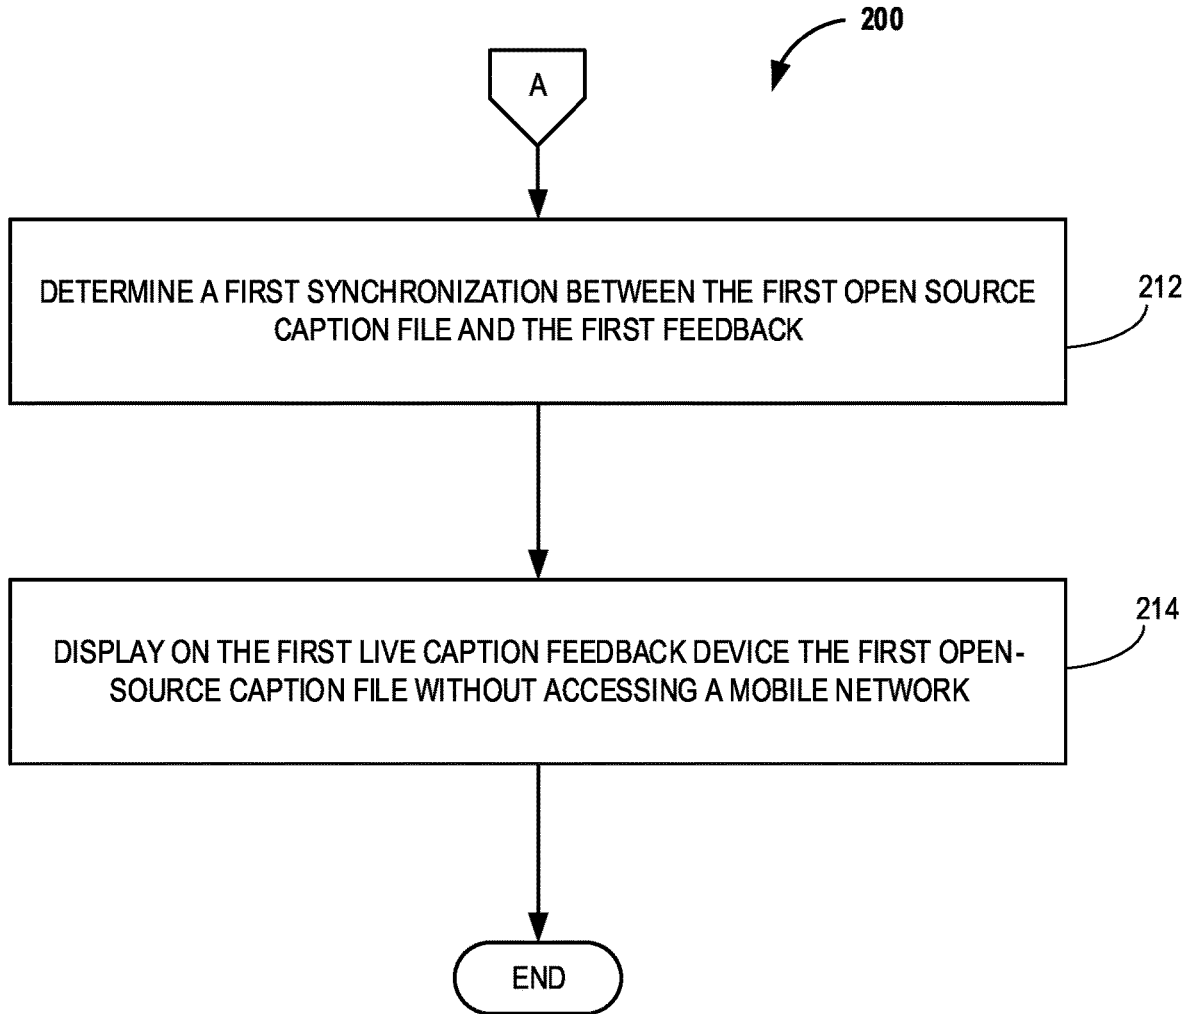 200
A
DETERMINE A FIRST SYNCHRONIZATION BETWEEN THE FIRST OPEN SOURCE
CAPTION FILE AND THE FIRST FEEDBACK
212
DISPLAY ON THE FIRST LIVE CAPTION FEEDBACK DEVICE THE FIRST OPEN-
SOURCE CAPTION FILE WITHOUT ACCESSING A MOBILE NETWORK
214
END